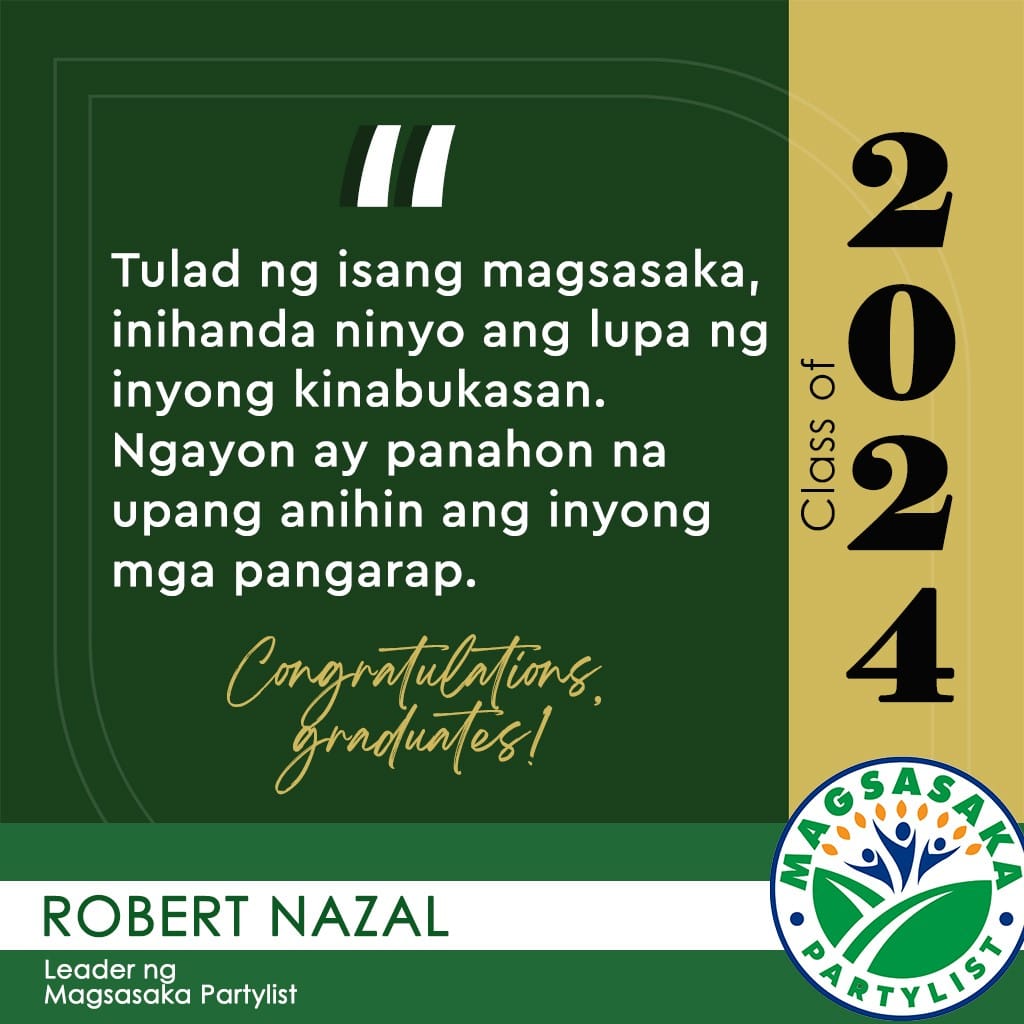 Tulad ng isang magsasaka,
inihanda ninyo ang lupa ng
inyong kinabukasan.
Ngayon ay panahon na
upang anihin ang inyong
mga pangarap.
Congratulations,
graduates!
Class of
2024
ROBERT NAZAL
Leader ng
Magsasaka Partylist
MAGSASAKA
PARTYLIST